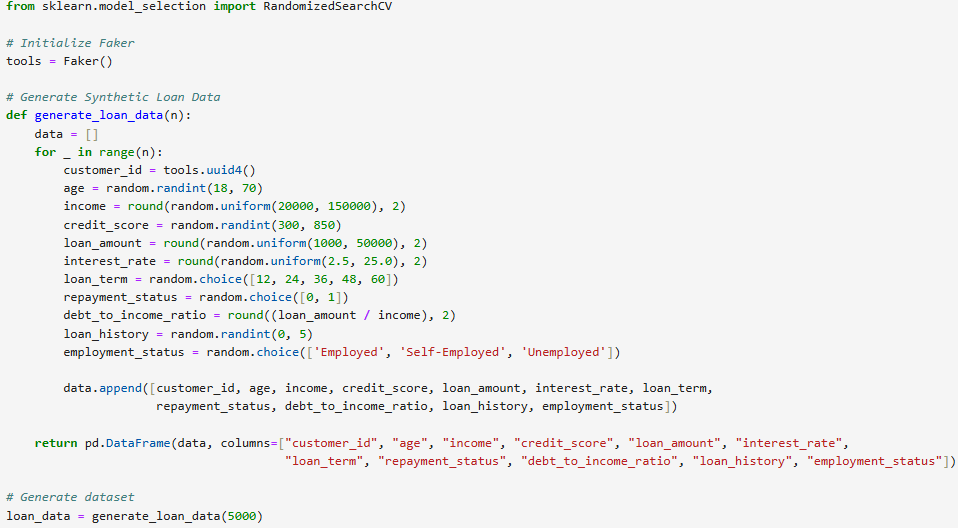 from sklearn.model_selection import RandomizedSearchCV

# Initialize Faker
tools = Faker()

# Generate Synthetic Loan Data
def generate_loan_data(n):
    data = []
    for _ in range(n):
        customer_id = tools.uuid4()
        age = random.randint(18, 70)
        income = round(random.uniform(20000, 150000), 2)
        credit_score = random.randint(300, 850)
        loan_amount = round(random.uniform(1000, 50000), 2)
        interest_rate = round(random.uniform(2.5, 25.0), 2)
        loan_term = random.choice([12, 24, 36, 48, 60])
        repayment_status = random.choice([0, 1])
        debt_to_income_ratio = round((loan_amount / income), 2)
        loan_history = random.randint(0, 5)
        employment_status = random.choice(['Employed', 'Self-Employed', 'Unemployed'])

        data.append([customer_id, age, income, credit_score, loan_amount, interest_rate, loan_term,
                     repayment_status, debt_to_income_ratio, loan_history, employment_status])

    return pd.DataFrame(data, columns=["customer_id", "age", "income", "credit_score", "loan_amount", "interest_rate",
                                       "loan_term", "repayment_status", "debt_to_income_ratio", "loan_history", "employment_status"])

# Generate dataset
loan_data = generate_loan_data(5000)